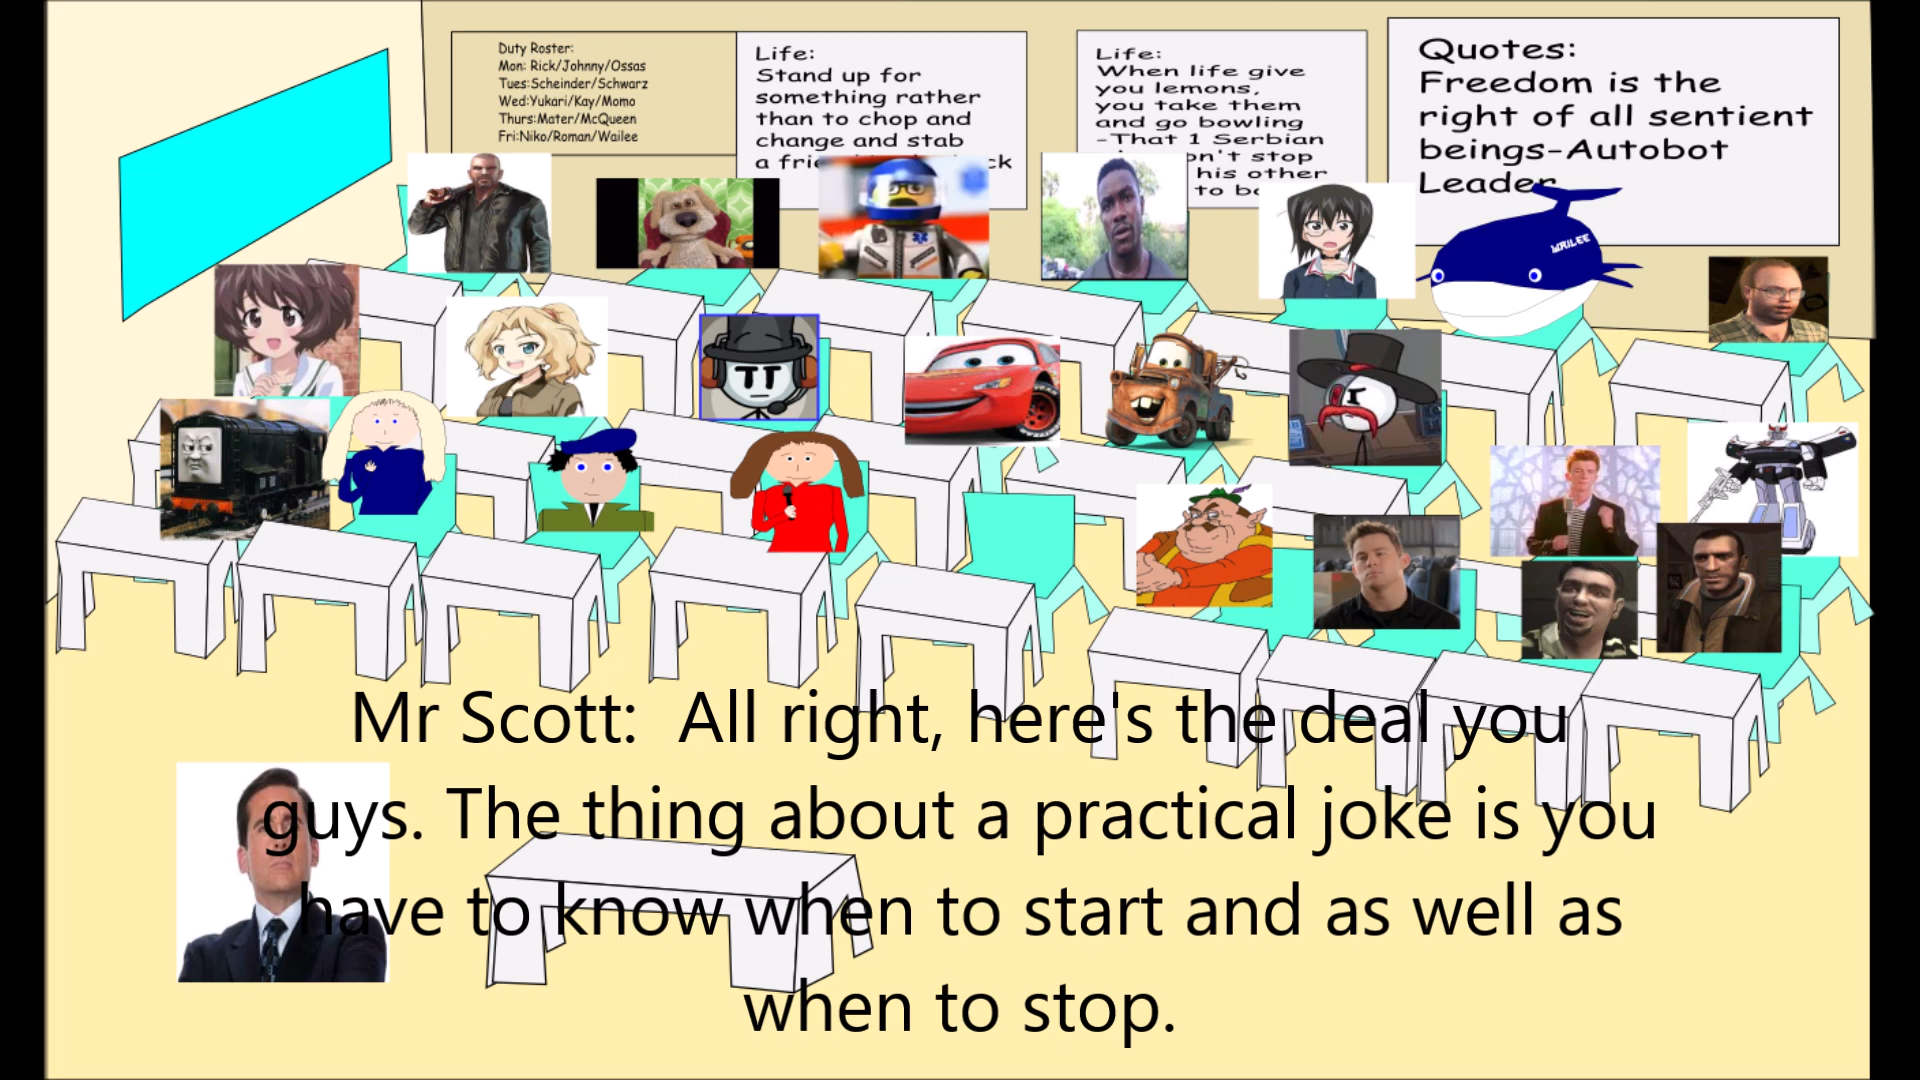 Duty Roster:
Mon: Rick/Johnny/Ossas
Tues:Scheinder/Schwarz
Wed:Yukari/Kay/Momo
Thurs:Mater/McQueen
Fri:Niko/Roman/Wailee
Life:
Stand up for
something rather
than to chop and
change and stab
a
Life:
When life give
you lemons,
you take them
and go bowling
-That 1 Serbian
stop
his other
to
Quotes:
Freedom is the
right of all sentient
beings-Autobot
Leader
WAILEE
Mr Scott:  All right, here's the deal you
guys. The thing about a practical joke is you
have to know when to start and as well as
when to stop.